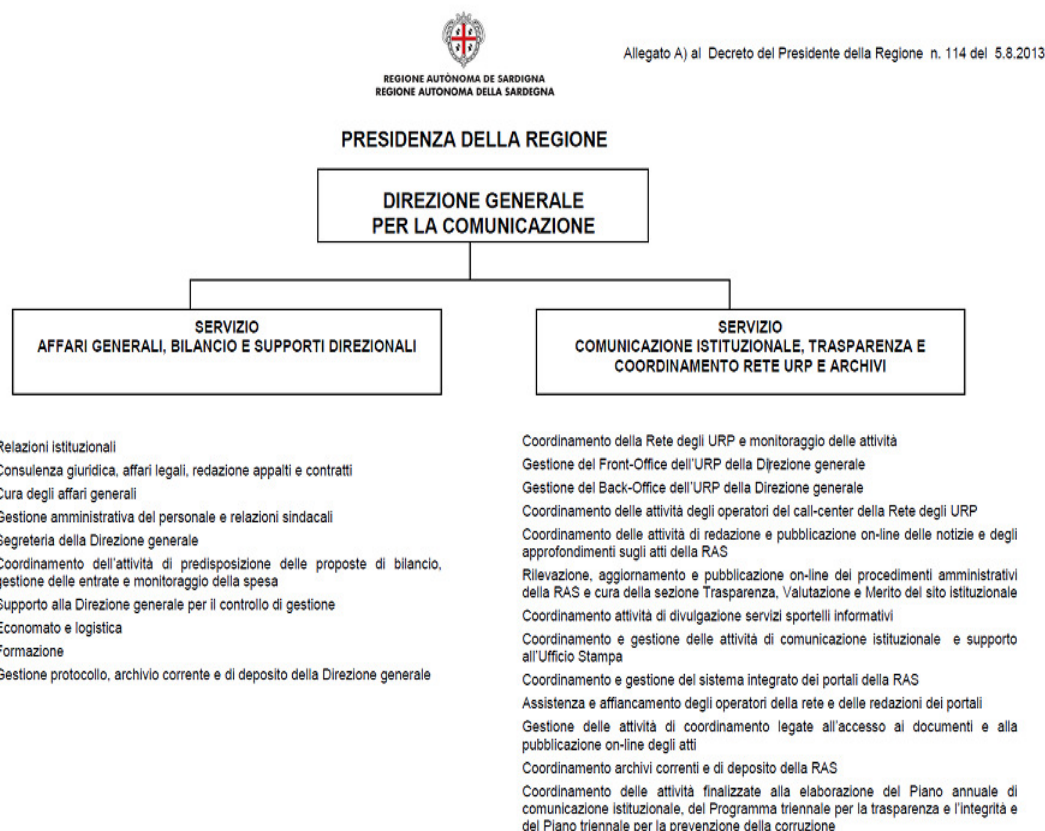 Allegato A) al Decreto del Presidente della Regione n. 114 del 5.8.2013
REGIONE AUTÒNOMA DE SARDIGNA
REGIONE AUTONOMA DELLA SARDEGNA
PRESIDENZA DELLA REGIONE
DIREZIONE GENERALE
PER LA COMUNICAZIONE
SERVIZIO
AFFARI GENERALI, BILANCIO E SUPPORTI DIREZIONALI
Relazioni istituzionali
Consulenza giuridica, affari legali, redazione appalti e contratti
Cura degli affari generali
Gestione amministrativa del personale e relazioni sindacali
Segreteria della Direzione generale
Coordinamento dell'attività di predisposizione delle proposte di bilancio,
gestione delle entrate e monitoraggio della spesa
Supporto alla Direzione generale per il controllo di gestione
Economato e logistica
Formazione
Gestione protocollo, archivio corrente e di deposito della Direzione generale
SERVIZIO
COMUNICAZIONE ISTITUZIONALE, TRASPARENZA E
COORDINAMENTO RETE URP E ARCHIVI
Coordinamento della Rete degli URP e monitoraggio delle attività
Gestione del Front-Office dell'URP della Direzione generale
Gestione del Back-Office dell'URP della Direzione generale
Coordinamento delle attività degli operatori del call-center della Rete degli URP
Coordinamento delle attività di redazione e pubblicazione on-line delle notizie e degli
approfondimenti sugli atti della RAS
Rilevazione, aggiornamento e pubblicazione on-line dei procedimenti amministrativi
della RAS e cura della sezione Trasparenza, Valutazione e Merito del sito istituzionale
Coordinamento attività di divulgazione servizi sportelli informativi
Coordinamento e gestione delle attività di comunicazione istituzionale e supporto
all'Ufficio Stampa
Coordinamento e gestione del sistema integrato dei portali della RAS
Assistenza e affiancamento degli operatori della rete e delle redazioni dei portali
Gestione delle attività di coordinamento legate all'accesso ai documenti e alla
pubblicazione on-line degli atti
Coordinamento archivi correnti e di deposito della RAS
Coordinamento delle attività finalizzate alla elaborazione del Piano annuale di
comunicazione istituzionale, del Programma triennale per la trasparenza e l'integrità e
del Piano triennale per la prevenzione della corruzione